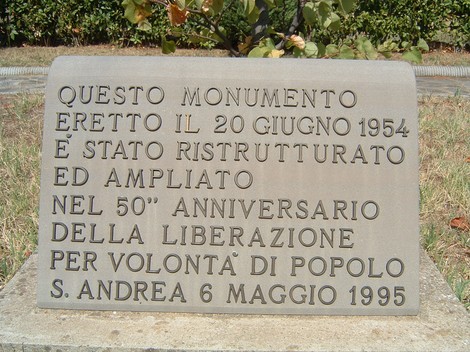 QUESTO MONUMENTO
ERETTO IL 20 GIUGNO 1954
E' STATO RISTRUTTURATO
ED AMPLIATO
NEL 50" ANNIVERSARIO
DELLA LIBERAZIONE
PER VOLONTA' DI POPOLO
S. ANDREA 6 MAGGIO 1995